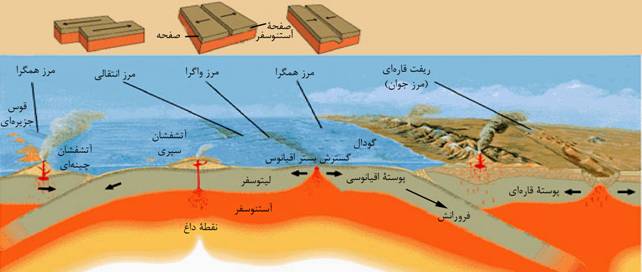 صفحهٔ
آستنوسفر
صفحه
مرز همگرا
مرز انتقالی
مرز واگرا
مرز همگرا
ریفت قاره‌ای
(مرز جوان)
قوس
جزیره‌ای
آتشفشان
چینه‌ای
آتشفشان
سپری
گودال
گسترش بستر اقیانوس
لیتوسفر
پوستهٔ اقیانوسی
پوستهٔ قاره‌ای
آستنوسفر
فرورانش
نقطهٔ داغ